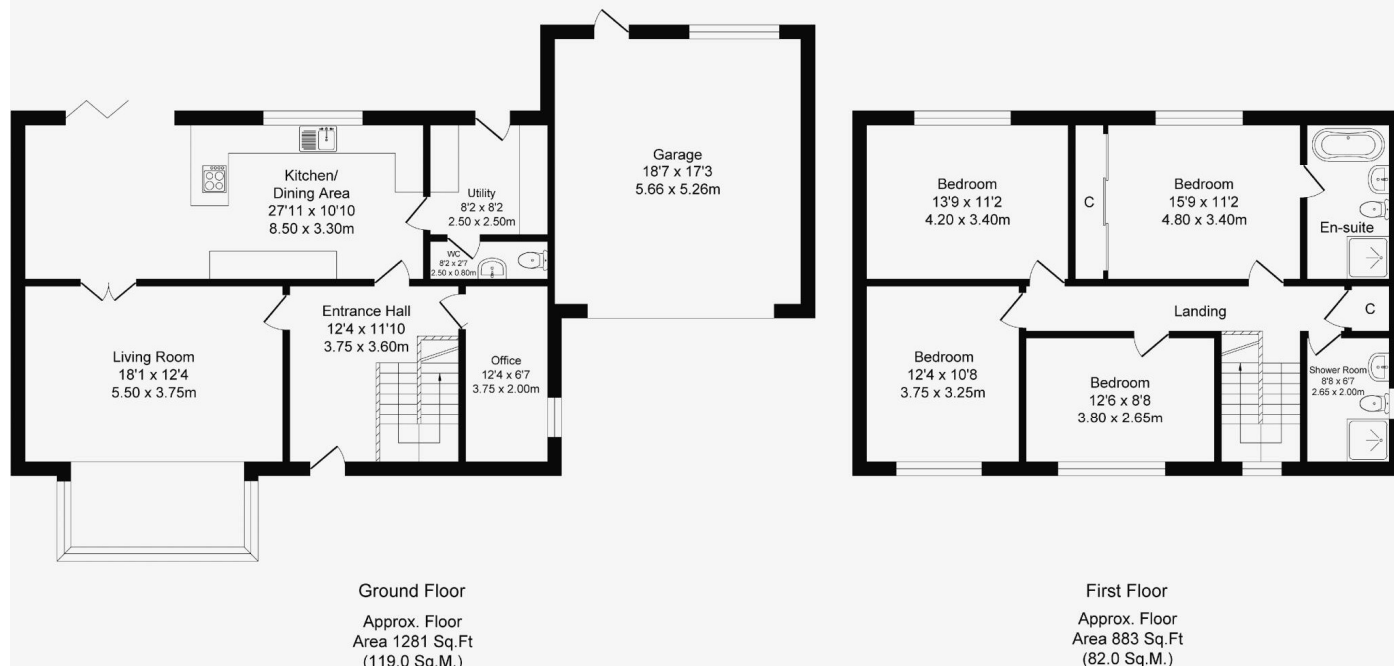 Kitchen/
Dining Area
27'11 x 10'10
8.50 x 3.30m
Utility
8'2 x 8'2
2.50 x 2.50m
WC
8'2 x 2'7
2.50 x 0.80m
Garage
18'7 x 17'3
5.66 x 5.26m
Living Room
18'1 x 12'4
5.50 x 3.75m
Entrance Hall
12'4 x 11'10
3.75 x 3.60m
Office
12'4 x 6'7
3.75 x 2.00m
Ground Floor
Approx. Floor
Area 1281 Sq.Ft
(119.0 Sq.M.)
Bedroom
13'9 x 11'2
4.20 x 3.40m
C
Bedroom
15'9 x 11'2
4.80 x 3.40m
En-suite
Landing
C
Bedroom
12'4 x 10'8
3.75 x 3.25m
Bedroom
12'6 x 8'8
3.80 x 2.65m
Shower Room
8'8 x 6'7
2.65 x 2.00m
First Floor
Approx. Floor
Area 883 Sq.Ft
(82.0 Sq.M.)